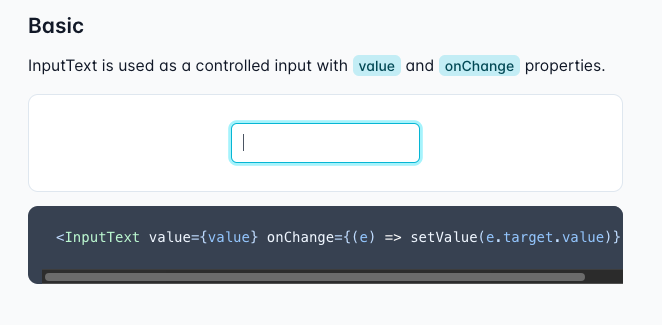 Basic
InputText is used as a controlled input with value and onChange properties.
<InputText value={value} onChange={(e) => setValue(e.target.value)}